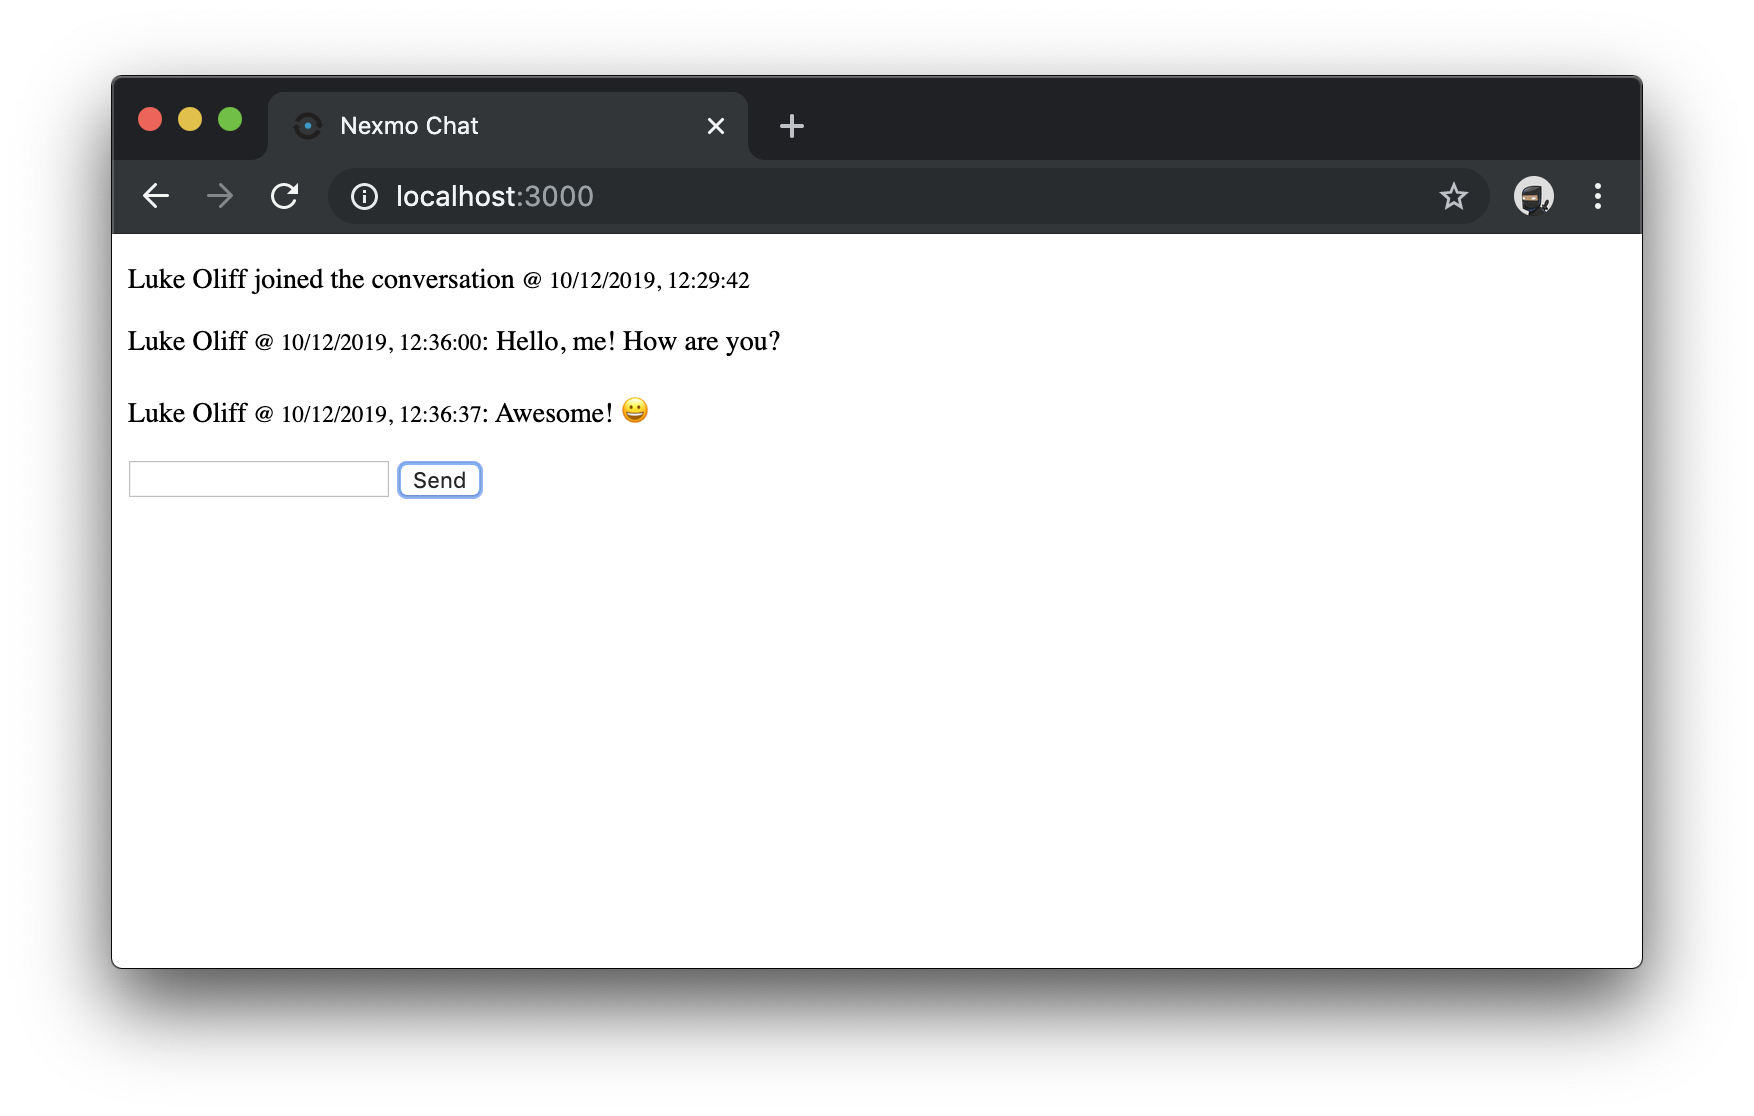 Nexmo Chat
localhost:3000
Luke Oliff joined the conversation @ 10/12/2019, 12:29:42
Luke Oliff @ 10/12/2019, 12:36:00: Hello, me! How are you?
Luke Oliff @ 10/12/2019, 12:36:37: Awesome! 😀
Send